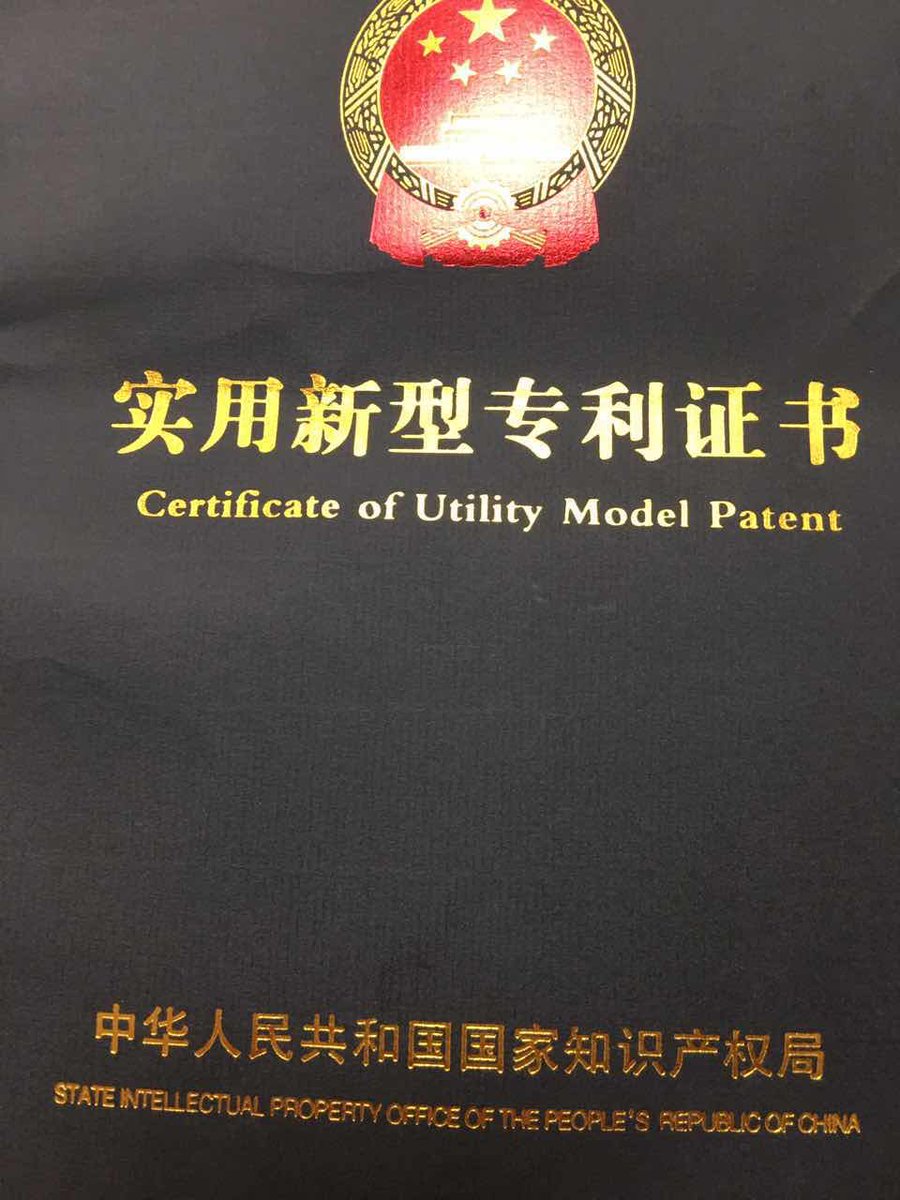 实用新型专利证书
Certificate of Utility Model Patent
中华人民共和国国家知识产权局
STATE INTELLECTUAL PROPERTY OFFICE OF THE PEOPLE'S REPUBLIC OF CHINA